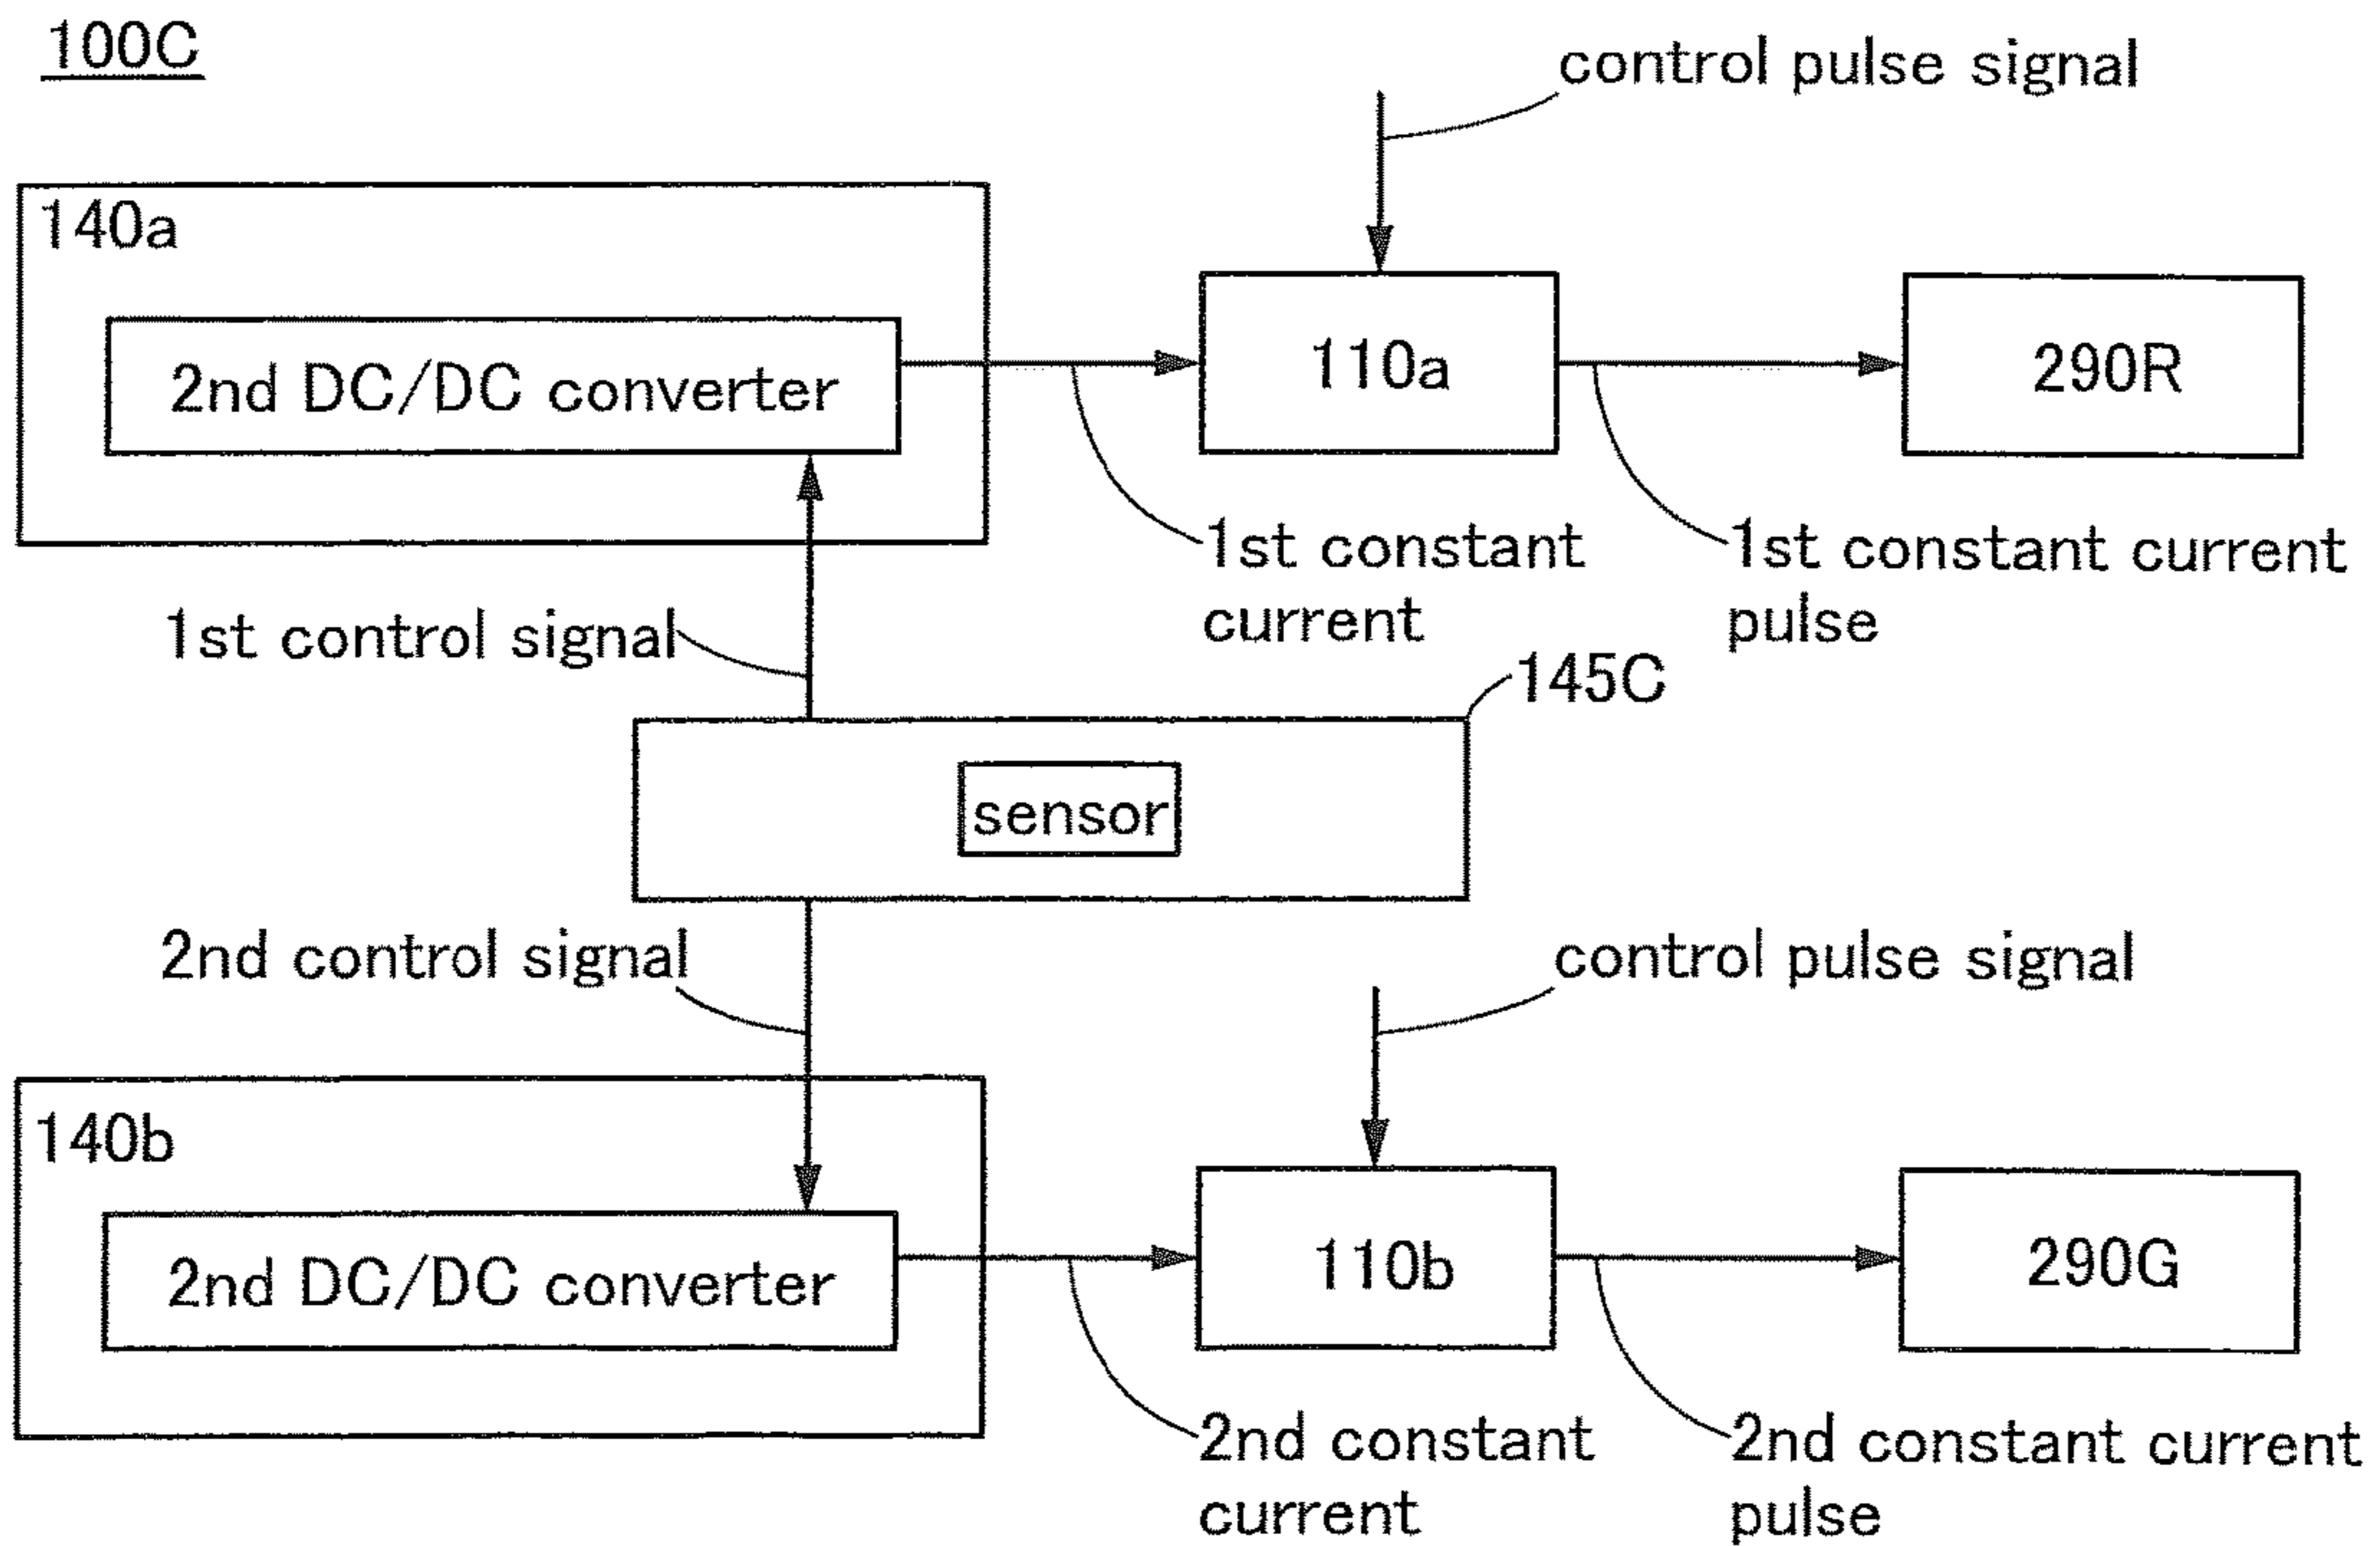 100C
control pulse signal
140a
2nd DC/DC converter
110a
290R
1st constant
current
1st constant current
pulse
1st control signal
145C
sensor
2nd control signal
control pulse signal
140b
2nd DC/DC converter
110b
290G
2nd constant
current
2nd constant current
pulse